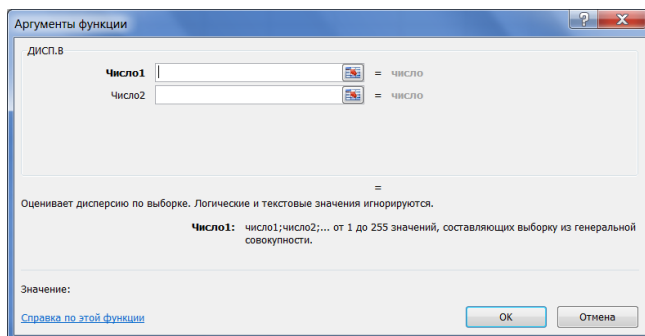 Аргументы функции
ДИСП.В
Число1 = число
Число2 = число
=
Оценивает дисперсию по выборке. Логические и текстовые значения игнорируются.
Число1: число1;число2;... от 1 до 255 значений, составляющих выборку из генеральной
совокупности.
Значение:
Справка по этой функции
ОК
Отмена